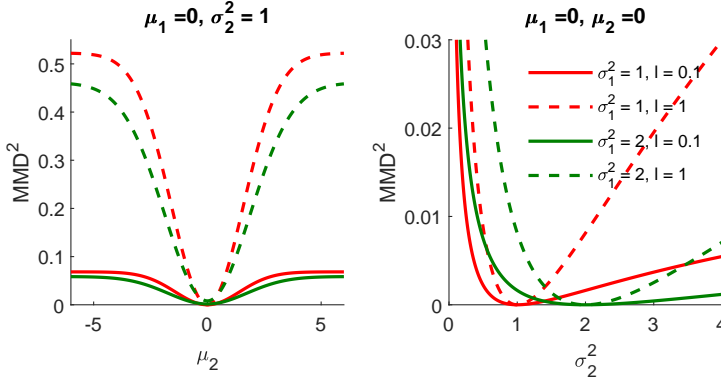 μ₁ =0, σ₂² = 1
MMD²
0.5
0.4
0.3
0.2
0.1
0
-5
0
5
μ₂
μ₁ =0, μ₂ =0
MMD²
0.03
0.02
0.01
0
0
1
2
3
4
σ₂²
σ₁² = 1, l = 0.1
σ₁² = 1, l = 1
σ₁² = 2, l = 0.1
σ₁² = 2, l = 1